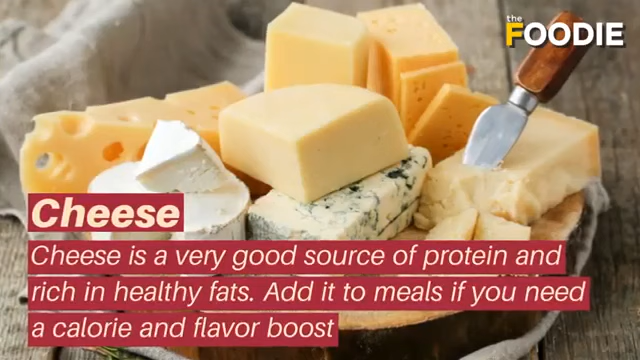 the
FOODIE
Cheese
Cheese is a very good source of protein and
rich in healthy fats. Add it to meals if you need
a calorie and flavor boost